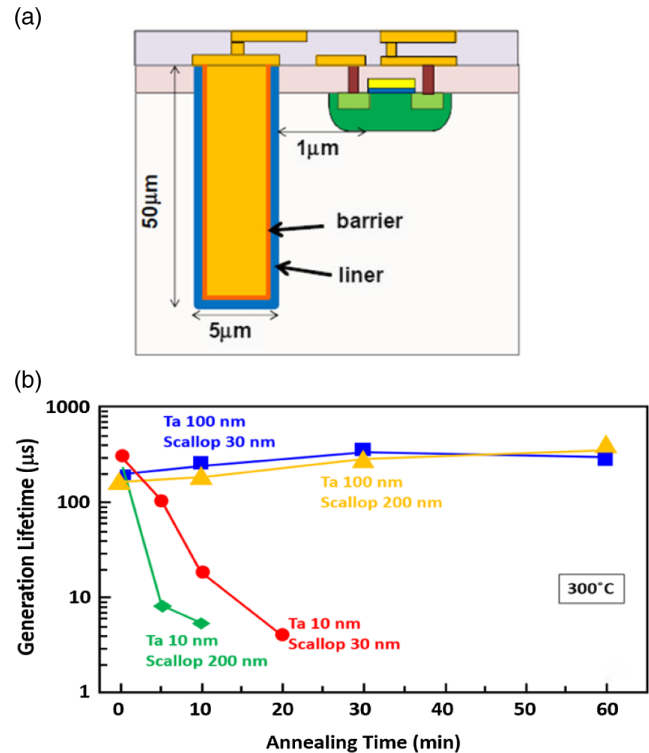 (a)
50μm
1μm
barrier
liner
5μm
(b)
1000
100
10
1
Generation Lifetime (μs)
Ta 100 nm
Scallop 30 nm
Ta 100 nm
Scallop 200 nm
300˚C
Ta 10 nm
Scallop 30 nm
Ta 10 nm
Scallop 200 nm
0 10 20 30 40 50 60
Annealing Time (min)